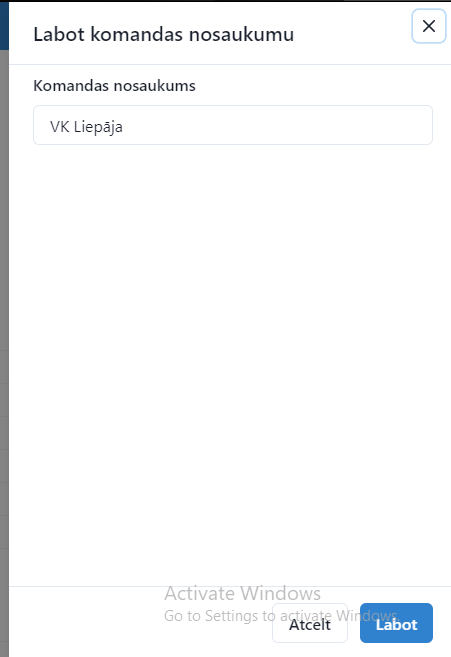 Labot komandas nosaukumu
Komandas nosaukums
VK Liepāja
Activate Windows
Go to Settings to activate Windows.
Atcelt
Labot